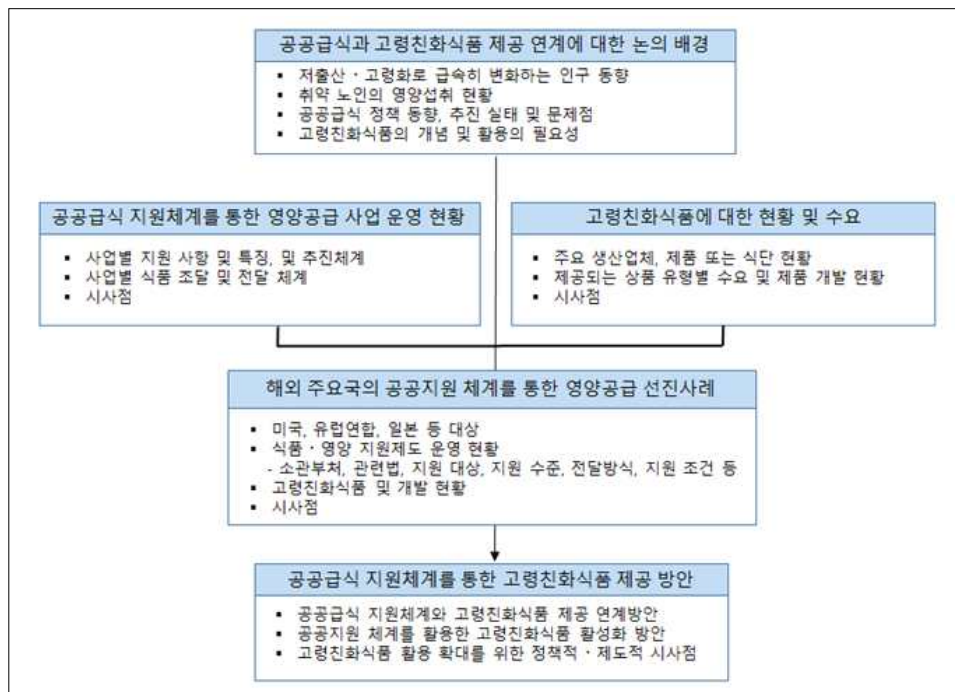 공공급식과 고령친화식품 제공 연계에 대한 논의 배경
▪ 저출산・고령화로 급속히 변화하는 인구 동향
▪ 취약 노인의 영양섭취 현황
▪ 공공급식 정책 동향, 추진 실태 및 문제점
▪ 고령친화식품의 개념 및 활용의 필요성
공공급식 지원체계를 통한 영양공급 사업 운영 현황
▪ 사업별 지원 사항 및 특징, 및 추진체계
▪ 사업별 식품 조달 및 전달 체계
▪ 시사점
고령친화식품에 대한 현황 및 수요
▪ 주요 생산업체, 제품 또는 식단 현황
▪ 제공되는 상품 유형별 수요 및 제품 개발 현황
▪ 시사점
해외 주요국의 공공지원 체계를 통한 영양공급 선진사례
▪ 미국, 유럽연합, 일본 등 대상
▪ 식품・영양 지원제도 운영 현황
- 소관부처, 관련법, 지원 대상, 지원 수준, 전달방식, 지원 조건 등
▪ 고령친화식품 및 개발 현황
▪ 시사점
공공급식 지원체계를 통한 고령친화식품 제공 방안
▪ 공공급식 지원체계와 고령친화식품 제공 연계방안
▪ 공공지원 체계를 활용한 고령친화식품 활성화 방안
▪ 고령친화식품 활용 확대를 위한 정책적・제도적 시사점